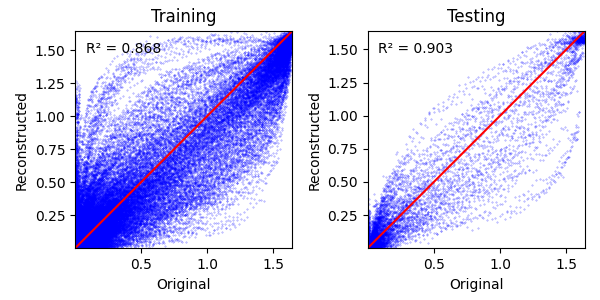 Training
R² = 0.868
1.50
1.25
1.00
0.75
0.50
0.25
Reconstructed
0.5
1.0
1.5
Original
Testing
R² = 0.903
1.50
1.25
1.00
0.75
0.50
0.25
Reconstructed
0.5
1.0
1.5
Original